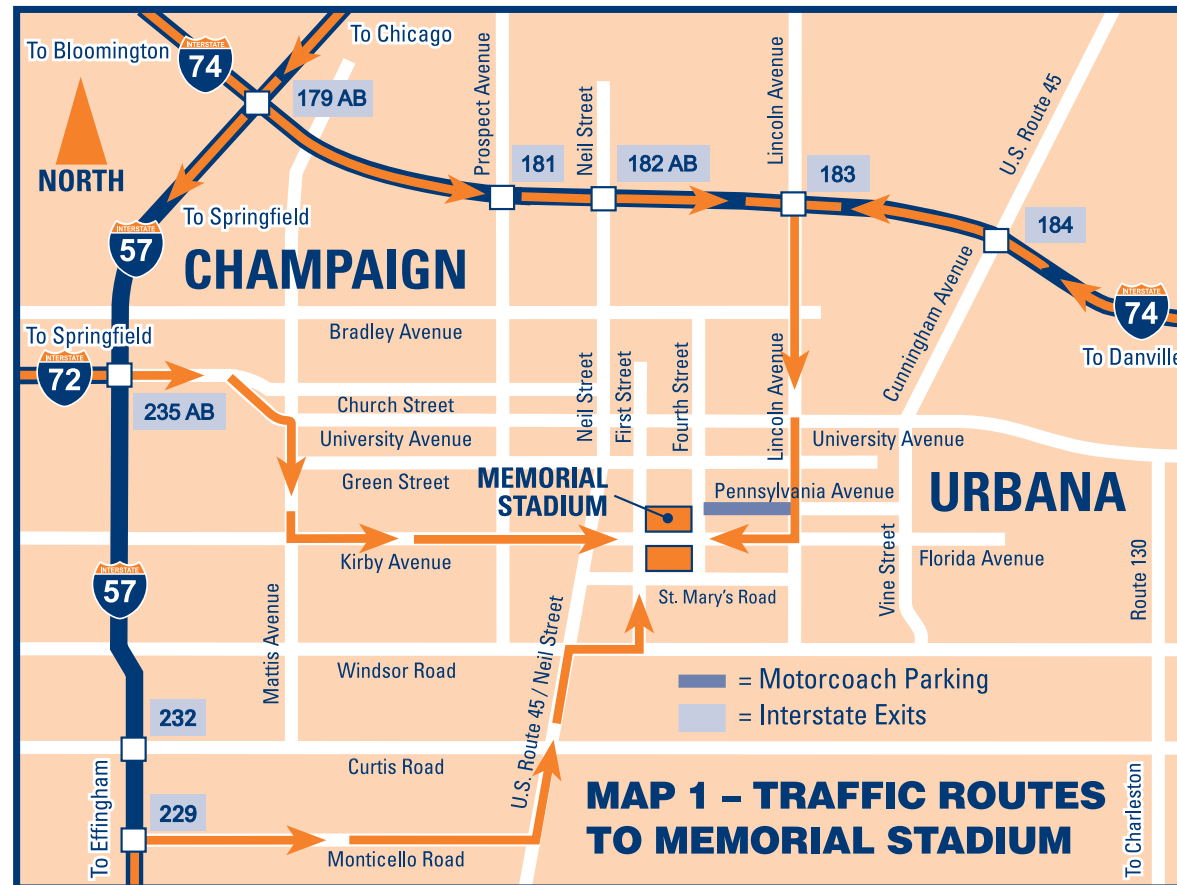 To Bloomington
INTERSTATE
74
To Chicago
179 AB
NORTH
To Springfield
INTERSTATE
57
CHAMPAIGN
Prospect Avenue
181
Neil Street
182 AB
Lincoln Avenue
183
U.S. Route 45
184
Cunningham Avenue
INTERSTATE
74
To Danville
To Springfield
INTERSTATE
72
235 AB
Bradley Avenue
Church Street
University Avenue
Green Street
Neil Street
First Street
Fourth Street
Lincoln Avenue
University Avenue
MEMORIAL
STADIUM
Pennsylvania Avenue
URBANA
Kirby Avenue
Florida Avenue
Vine Street
Route 130
INTERSTATE
57
St. Mary's Road
Mattis Avenue
Windsor Road
U.S. Route 45 / Neil Street
= Motorcoach Parking
= Interstate Exits
232
Curtis Road
To Effingham
229
Monticello Road
MAP 1 – TRAFFIC ROUTES
TO MEMORIAL STADIUM
To Charleston